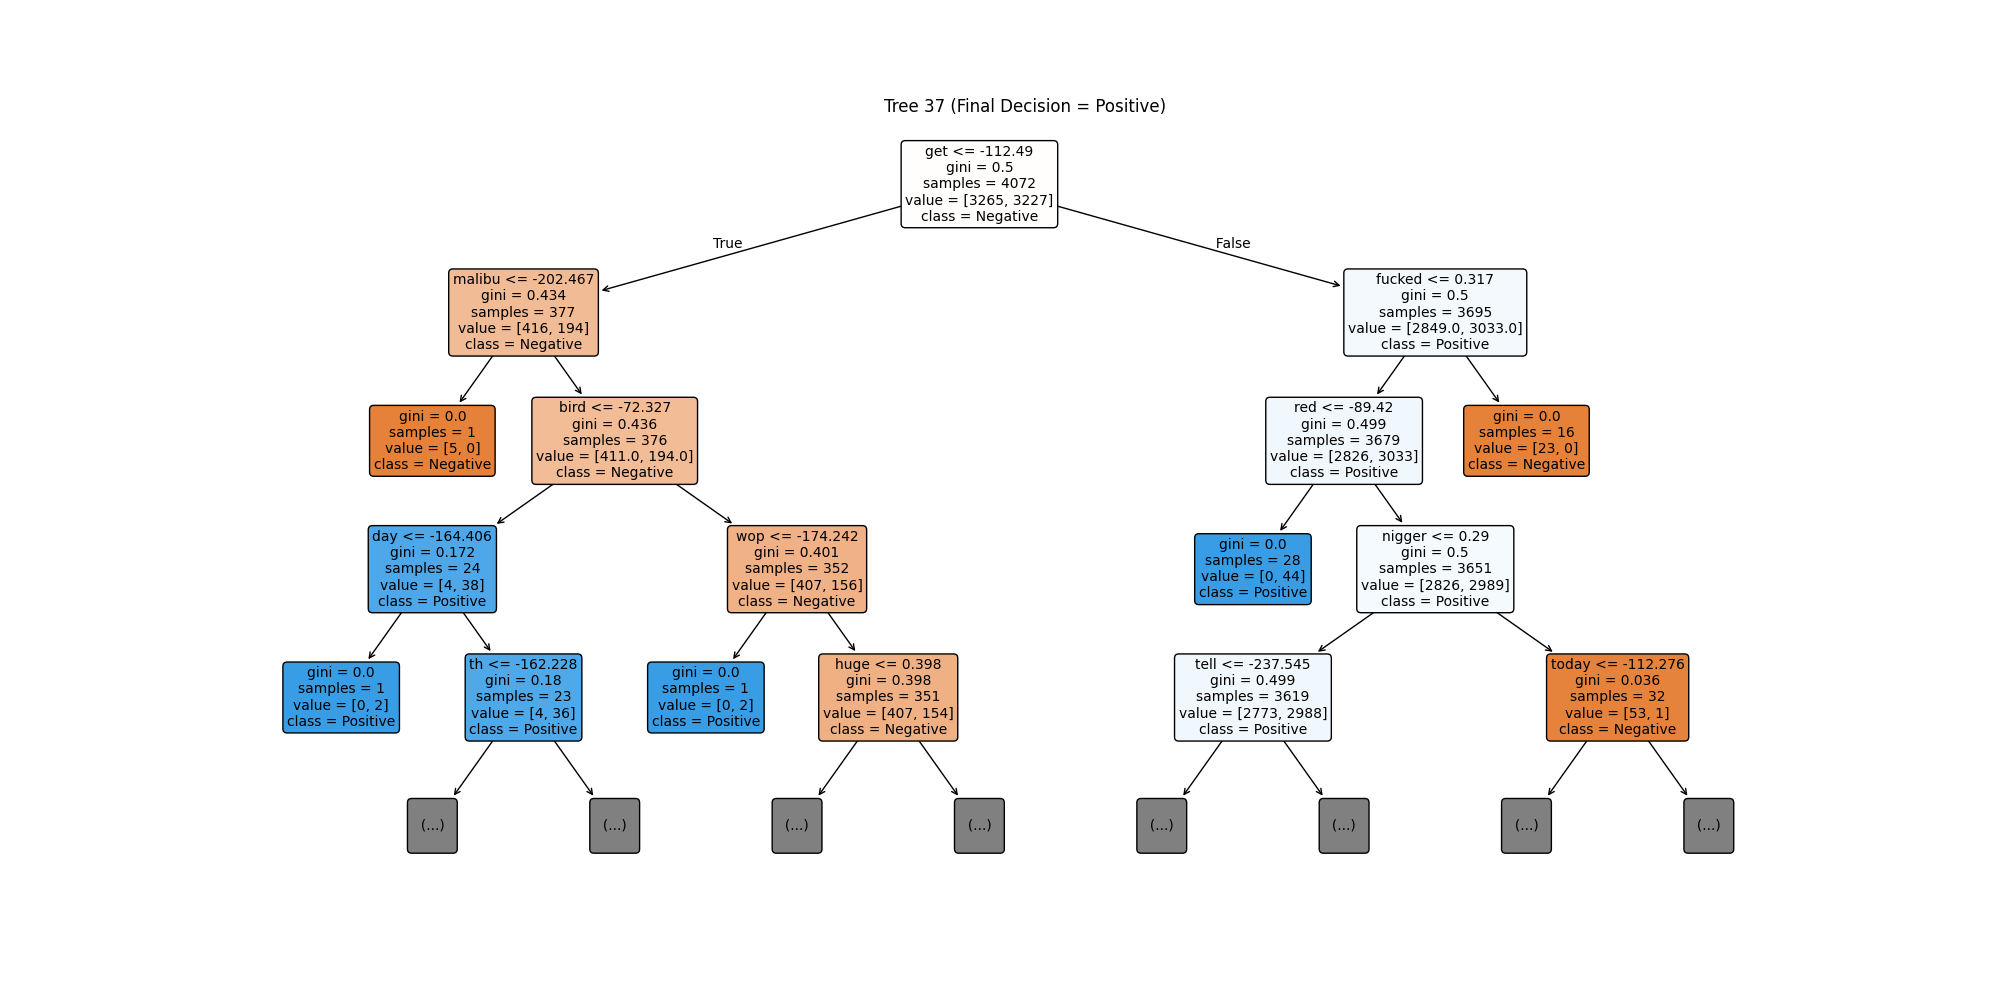 Tree 37 (Final Decision = Positive)
get <= -112.49
gini = 0.5
samples = 4072
value = [3265, 3227]
class = Negative
True
False
malibu <= -202.467
gini = 0.434
samples = 377
value = [416, 194]
class = Negative
fucked <= 0.317
gini = 0.5
samples = 3695
value = [2849.0, 3033.0]
class = Positive
gini = 0.0
samples = 1
value = [5, 0]
class = Negative
bird <= -72.327
gini = 0.436
samples = 376
value = [411.0, 194.0]
class = Negative
red <= -89.42
gini = 0.499
samples = 3679
value = [2826, 3033]
class = Positive
gini = 0.0
samples = 16
value = [23, 0]
class = Negative
day <= -164.406
gini = 0.172
samples = 24
value = [4, 38]
class = Positive
wop <= -174.242
gini = 0.401
samples = 352
value = [407, 156]
class = Negative
gini = 0.0
samples = 28
value = [0, 44]
class = Positive
nigger <= 0.29
gini = 0.5
samples = 3651
value = [2826, 2989]
class = Positive
gini = 0.0
samples = 1
value = [0, 2]
class = Positive
th <= -162.228
gini = 0.18
samples = 23
value = [4, 36]
class = Positive
gini = 0.0
samples = 1
value = [0, 2]
class = Positive
huge <= 0.398
gini = 0.398
samples = 351
value = [407, 154]
class = Negative
tell <= -237.545
gini = 0.499
samples = 3619
value = [2773, 2988]
class = Positive
today <= -112.276
gini = 0.036
samples = 32
value = [53, 1]
class = Negative
(...)
(...)
(...)
(...)
(...)
(...)
(...)
(...)